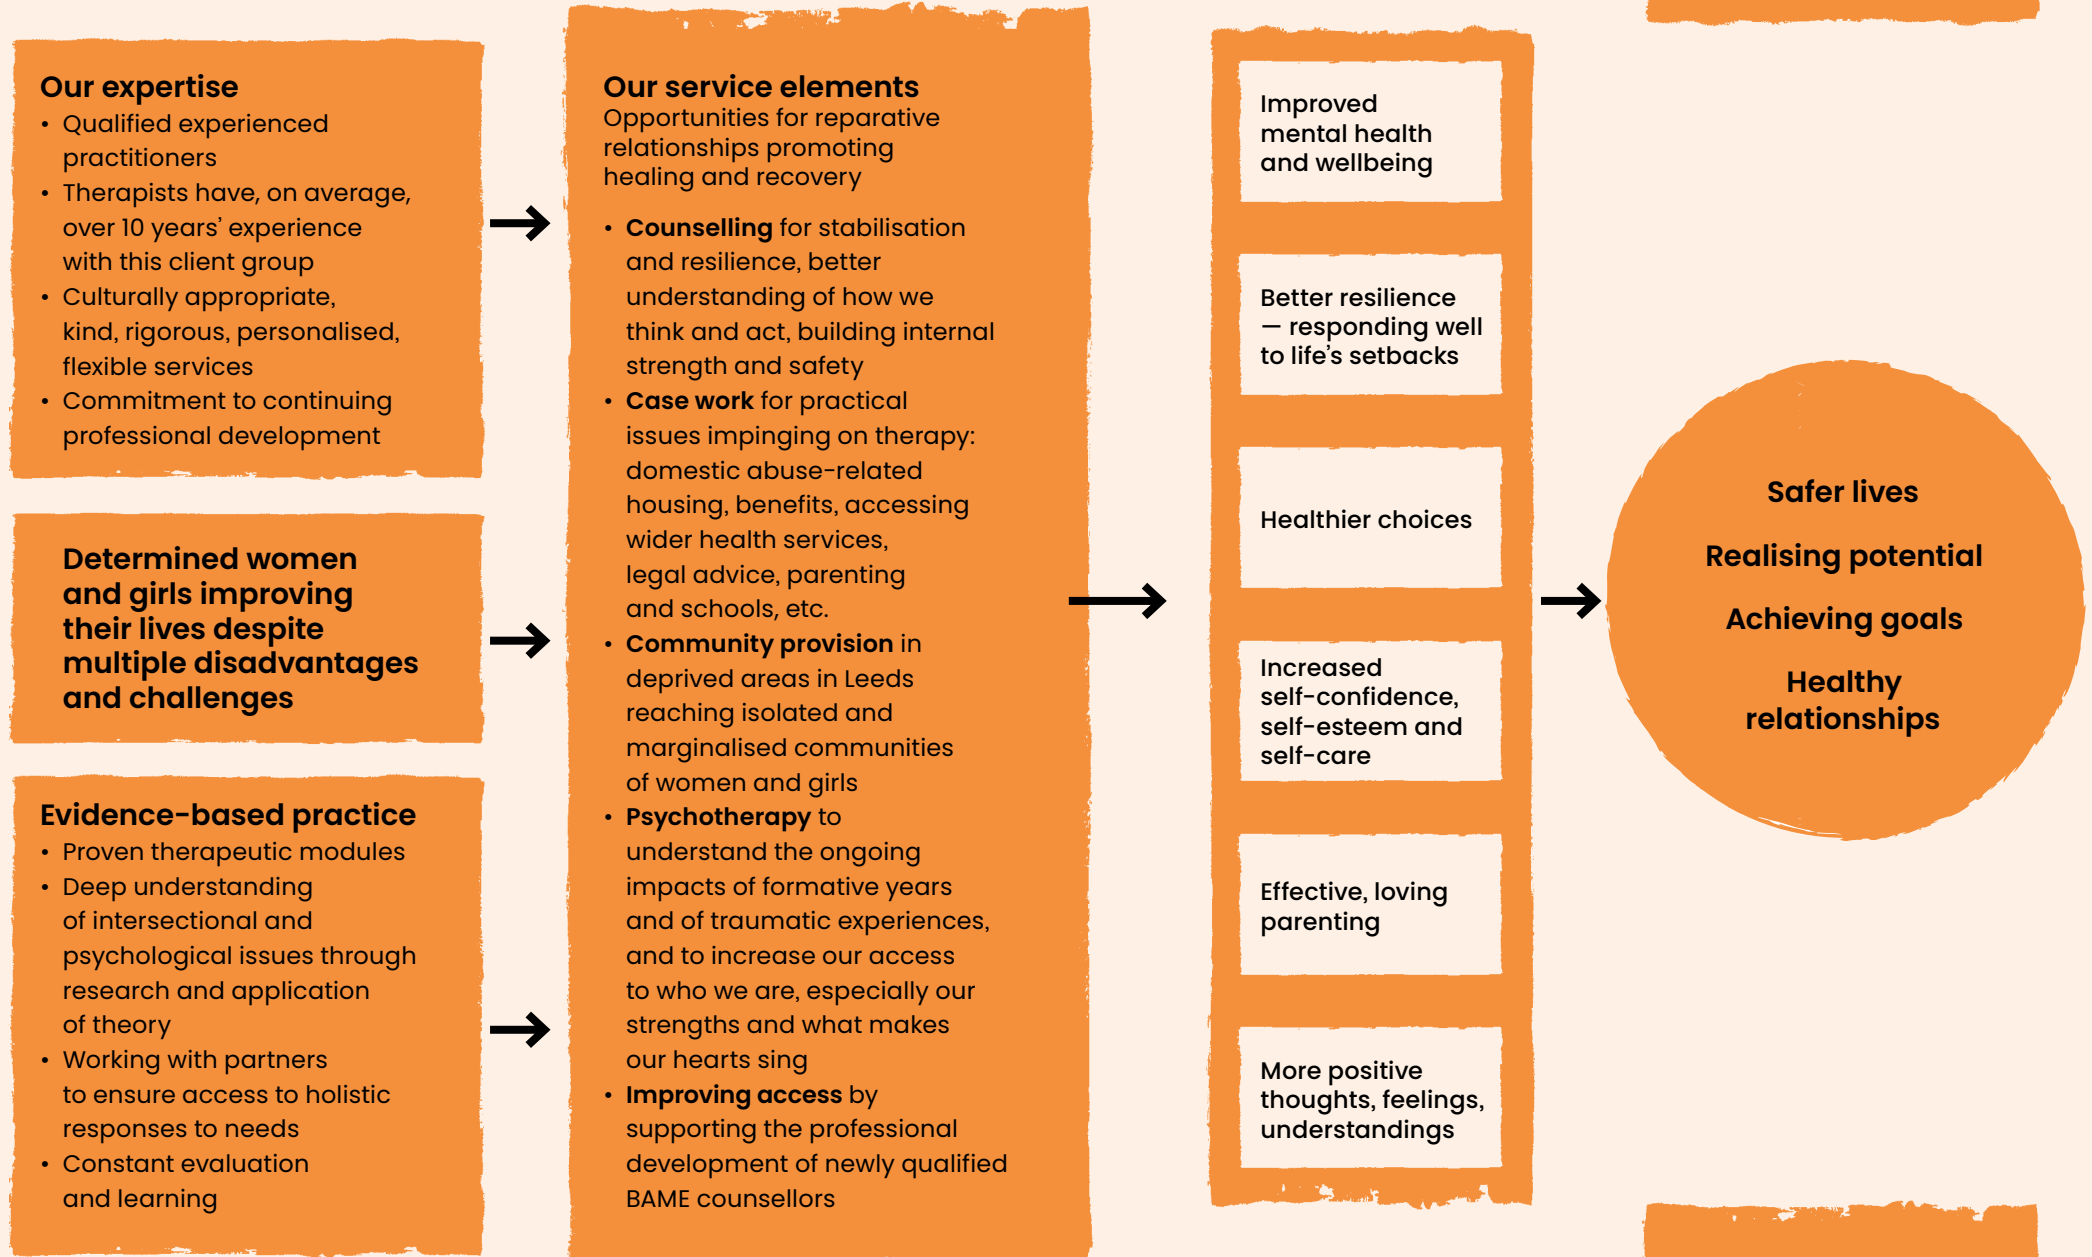 Our expertise
• Qualified experienced
practitioners
• Therapists have, on average,
over 10 years’ experience
with this client group
• Culturally appropriate,
kind, rigorous, personalised,
flexible services
• Commitment to continuing
professional development
Determined women
and girls improving
their lives despite
multiple disadvantages
and challenges
Evidence-based practice
• Proven therapeutic modules
• Deep understanding
of intersectional and
psychological issues through
research and application
of theory
• Working with partners
to ensure access to holistic
responses to needs
• Constant evaluation
and learning
Our service elements
Opportunities for reparative
relationships promoting
healing and recovery
• Counselling for stabilisation
and resilience, better
understanding of how we
think and act, building internal
strength and safety
• Case work for practical
issues impinging on therapy:
domestic abuse-related
housing, benefits, accessing
wider health services,
legal advice, parenting
and schools, etc.
• Community provision in
deprived areas in Leeds
reaching isolated and
marginalised communities
of women and girls
• Psychotherapy to
understand the ongoing
impacts of formative years
and of traumatic experiences,
and to increase our access
to who we are, especially our
strengths and what makes
our hearts sing
• Improving access by
supporting the professional
development of newly qualified
BAME counsellors
Improved
mental health
and wellbeing
Better resilience
— responding well
to life’s setbacks
Healthier choices
Increased
self-confidence,
self-esteem and
self-care
Effective, loving
parenting
More positive
thoughts, feelings,
understandings
Safer lives
Realising potential
Achieving goals
Healthy
relationships